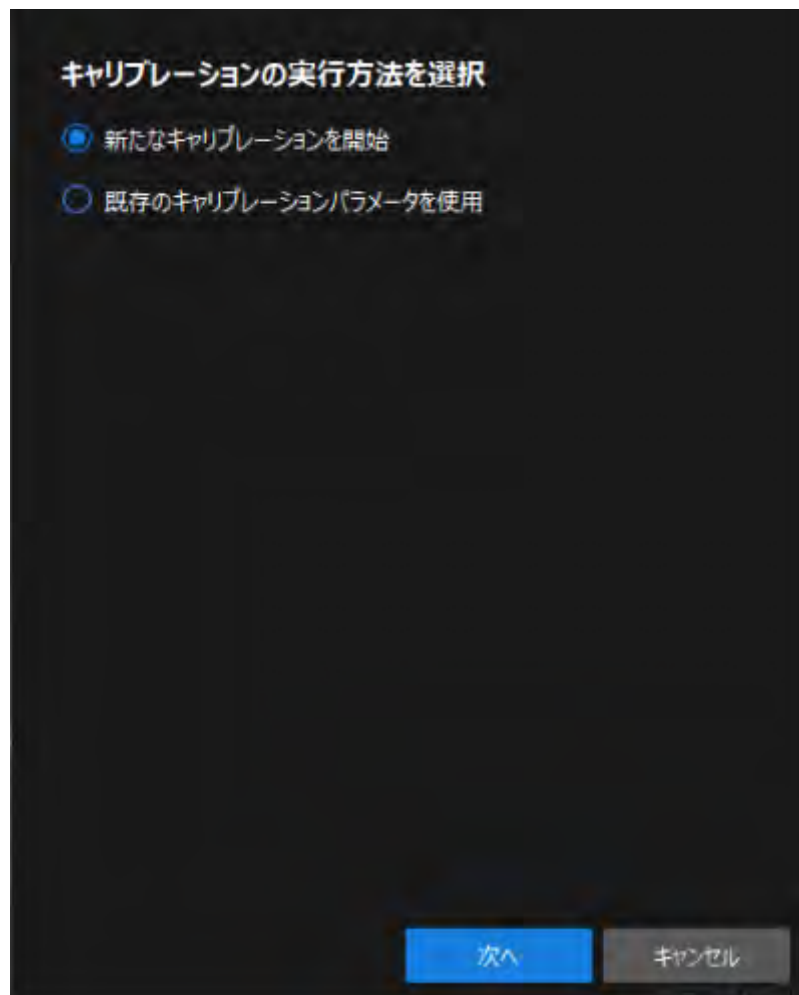 キャリブレーションの実行方法を選択
新たなキャリブレーションを開始
既存のキャリブレーションパラメータを使用
次へ
キャンセル